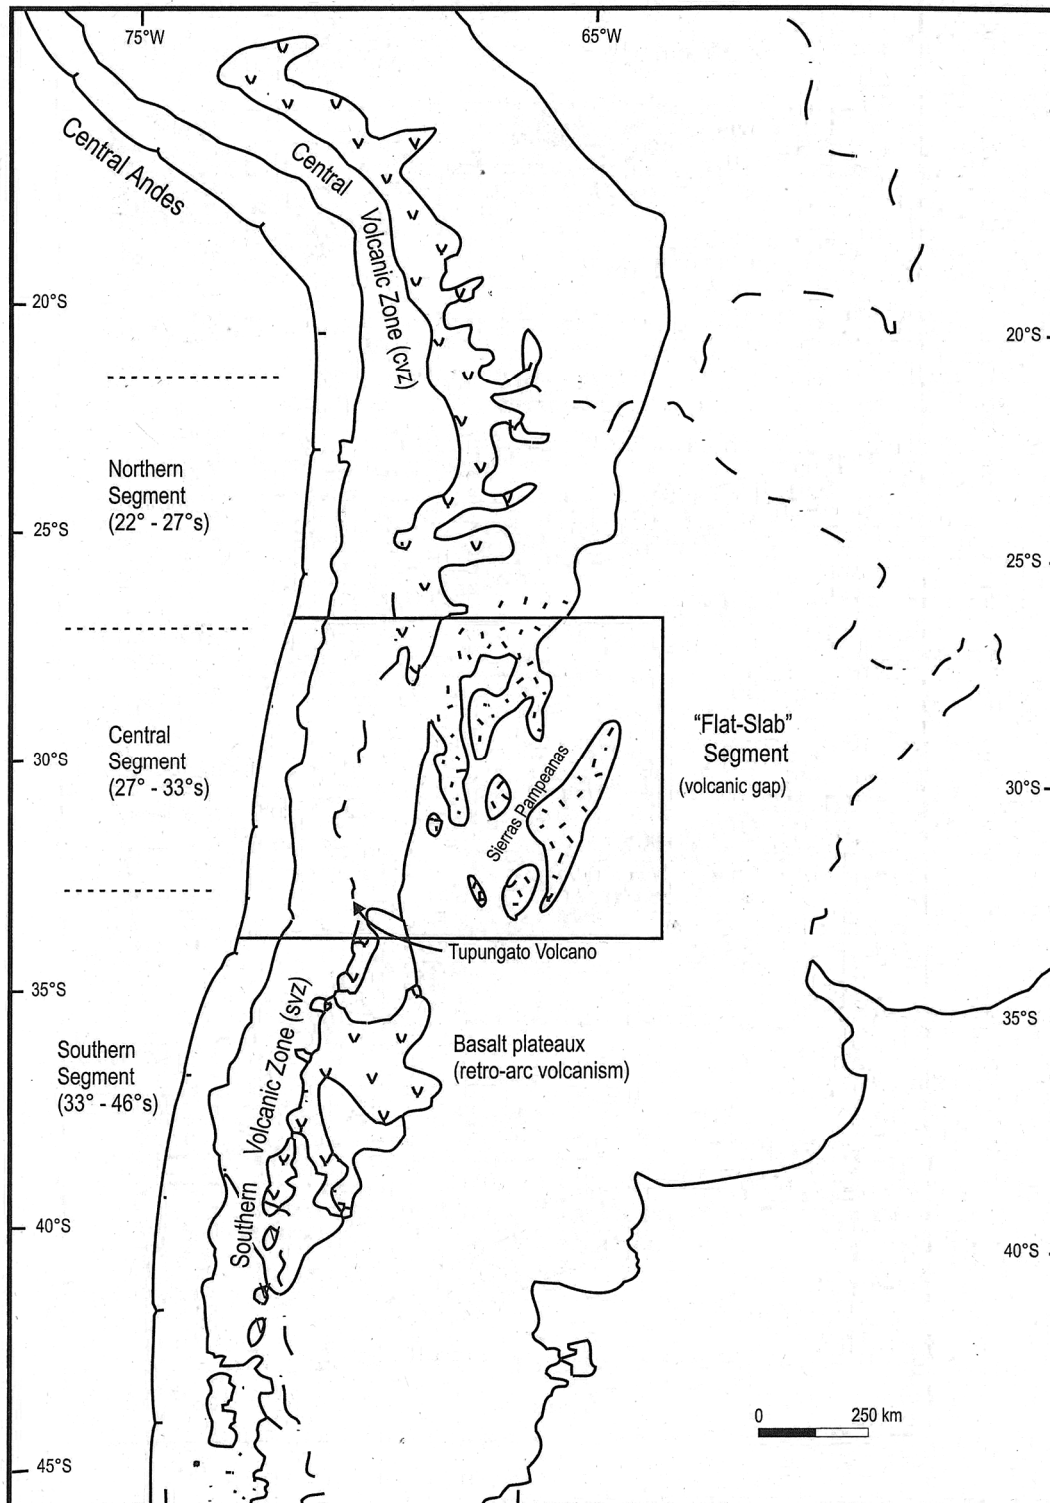 75°W
65°W
Central Andes
Central
Volcanic Zone (cvz)
20°S
20°S
Northern
Segment
(22° - 27°s)
25°S
25°S
Central
Segment
(27° - 33°s)
30°S
"Flat-Slab"
Segment
(volcanic gap)
30°S
Sierras Pampeanas
Tupungato Volcano
35°S
35°S
Southern
Segment
(33° - 46°s)
Southern Volcanic Zone (svz)
Basalt plateaux
(retro-arc volcanism)
40°S
40°S
0 250 km
45°S